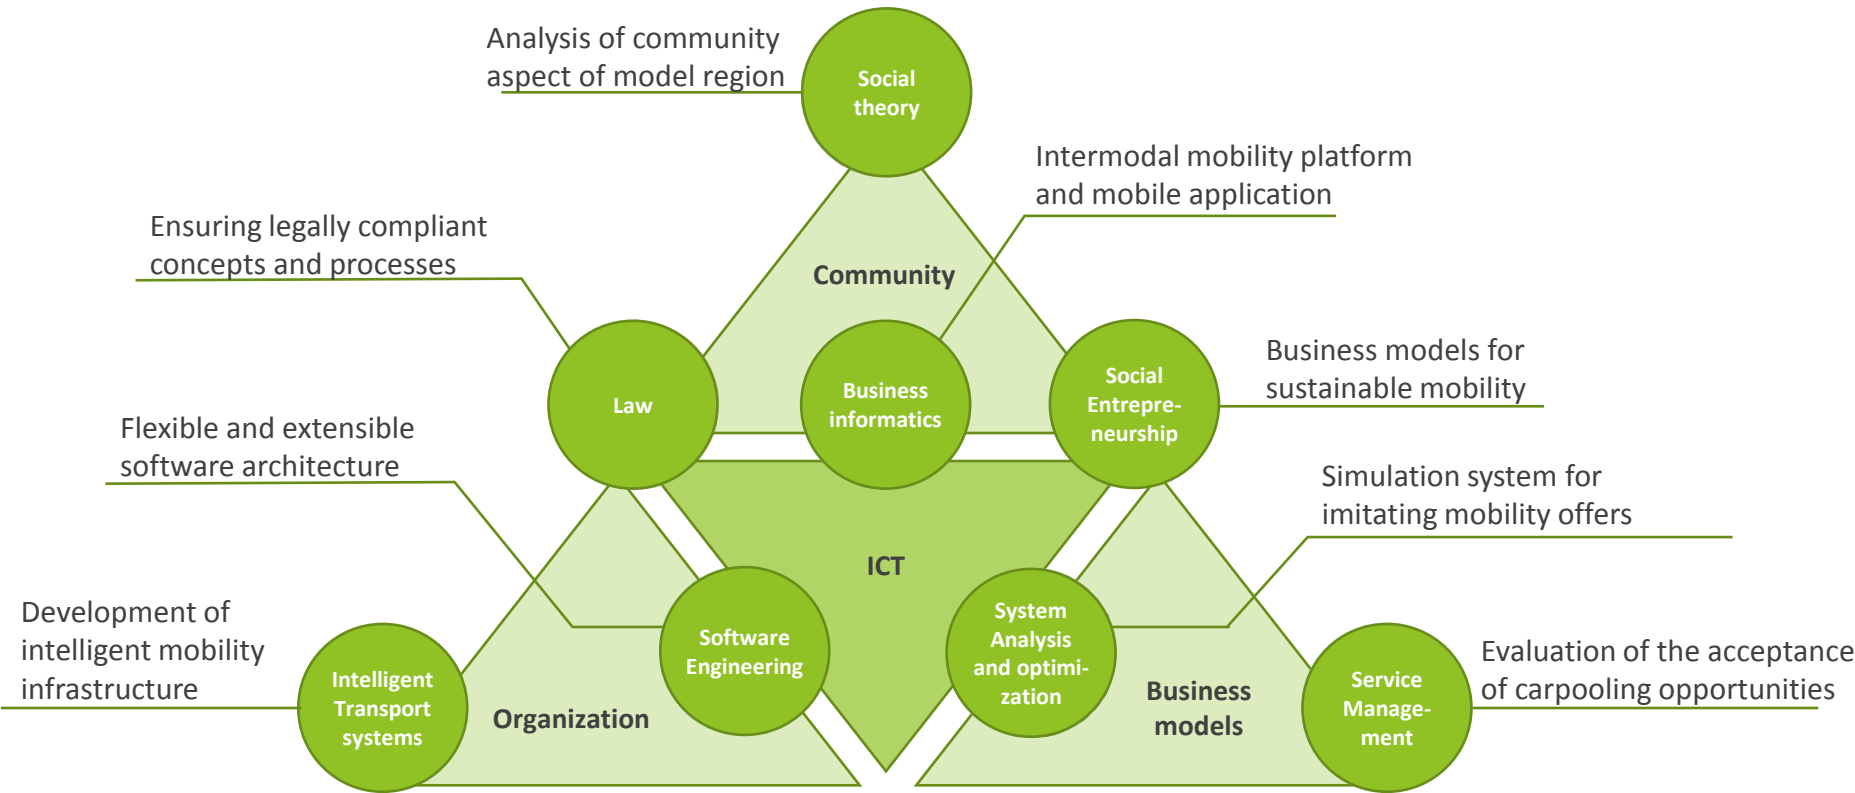 Analysis of community
aspect of model region
Social
theory
Intermodal mobility platform
and mobile application
Ensuring legally compliant
concepts and processes
Community
Business models for
sustainable mobility
Law
Business
informatics
Social
Entrepre-
neurship
Flexible and extensible
software architecture
Simulation system for
imitating mobility offers
ICT
Development of
intelligent mobility
infrastructure
Software
Engineering
System
Analysis
and optimi-
zation
Evaluation of the acceptance
of carpooling opportunities
Intelligent
Transport
systems
Organization
Business
models
Service
Manage-
ment